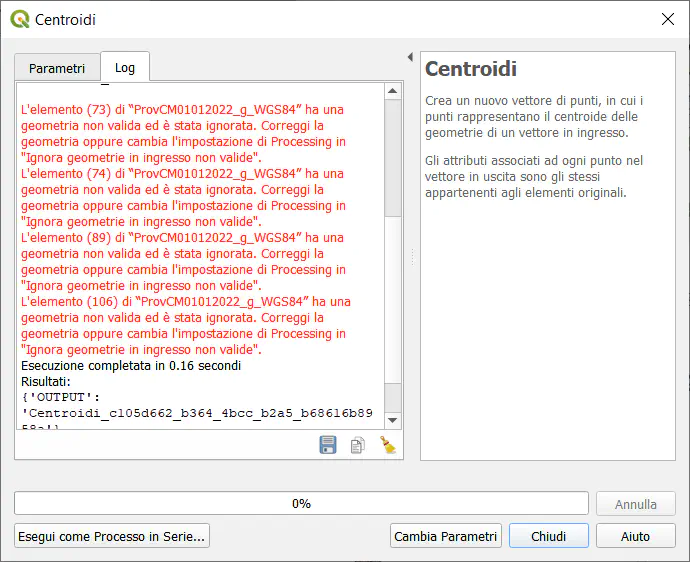 Centroidi
Parametri
Log
L'elemento (73) di “ProvCM01012022_g_WGS84” ha una
geometria non valida ed è stata ignorata. Correggi la
geometria oppure cambia l'impostazione di Processing in
"Ignora geometrie in ingresso non valide".
L'elemento (74) di “ProvCM01012022_g_WGS84” ha una
geometria non valida ed è stata ignorata. Correggi la
geometria oppure cambia l'impostazione di Processing in
"Ignora geometrie in ingresso non valide".
L'elemento (89) di “ProvCM01012022_g_WGS84” ha una
geometria non valida ed è stata ignorata. Correggi la
geometria oppure cambia l'impostazione di Processing in
"Ignora geometrie in ingresso non valide".
L'elemento (106) di “ProvCM01012022_g_WGS84” ha una
geometria non valida ed è stata ignorata. Correggi la
geometria oppure cambia l'impostazione di Processing in
"Ignora geometrie in ingresso non valide".
Esecuzione completata in 0.16 secondi
Risultati:
{'OUTPUT':
'Centroidi_c105d662_b364_4bcc_b2a5_b68616b89
58a'}
Centroidi
Crea un nuovo vettore di punti, in cui i
punti rappresentano il centroide delle
geometrie di un vettore in ingresso.
Gli attributi associati ad ogni punto nel
vettore in uscita sono gli stessi
appartenenti agli elementi originali.
0%
Annulla
Esegui come Processo in Serie...
Cambia Parametri
Chiudi
Aiuto